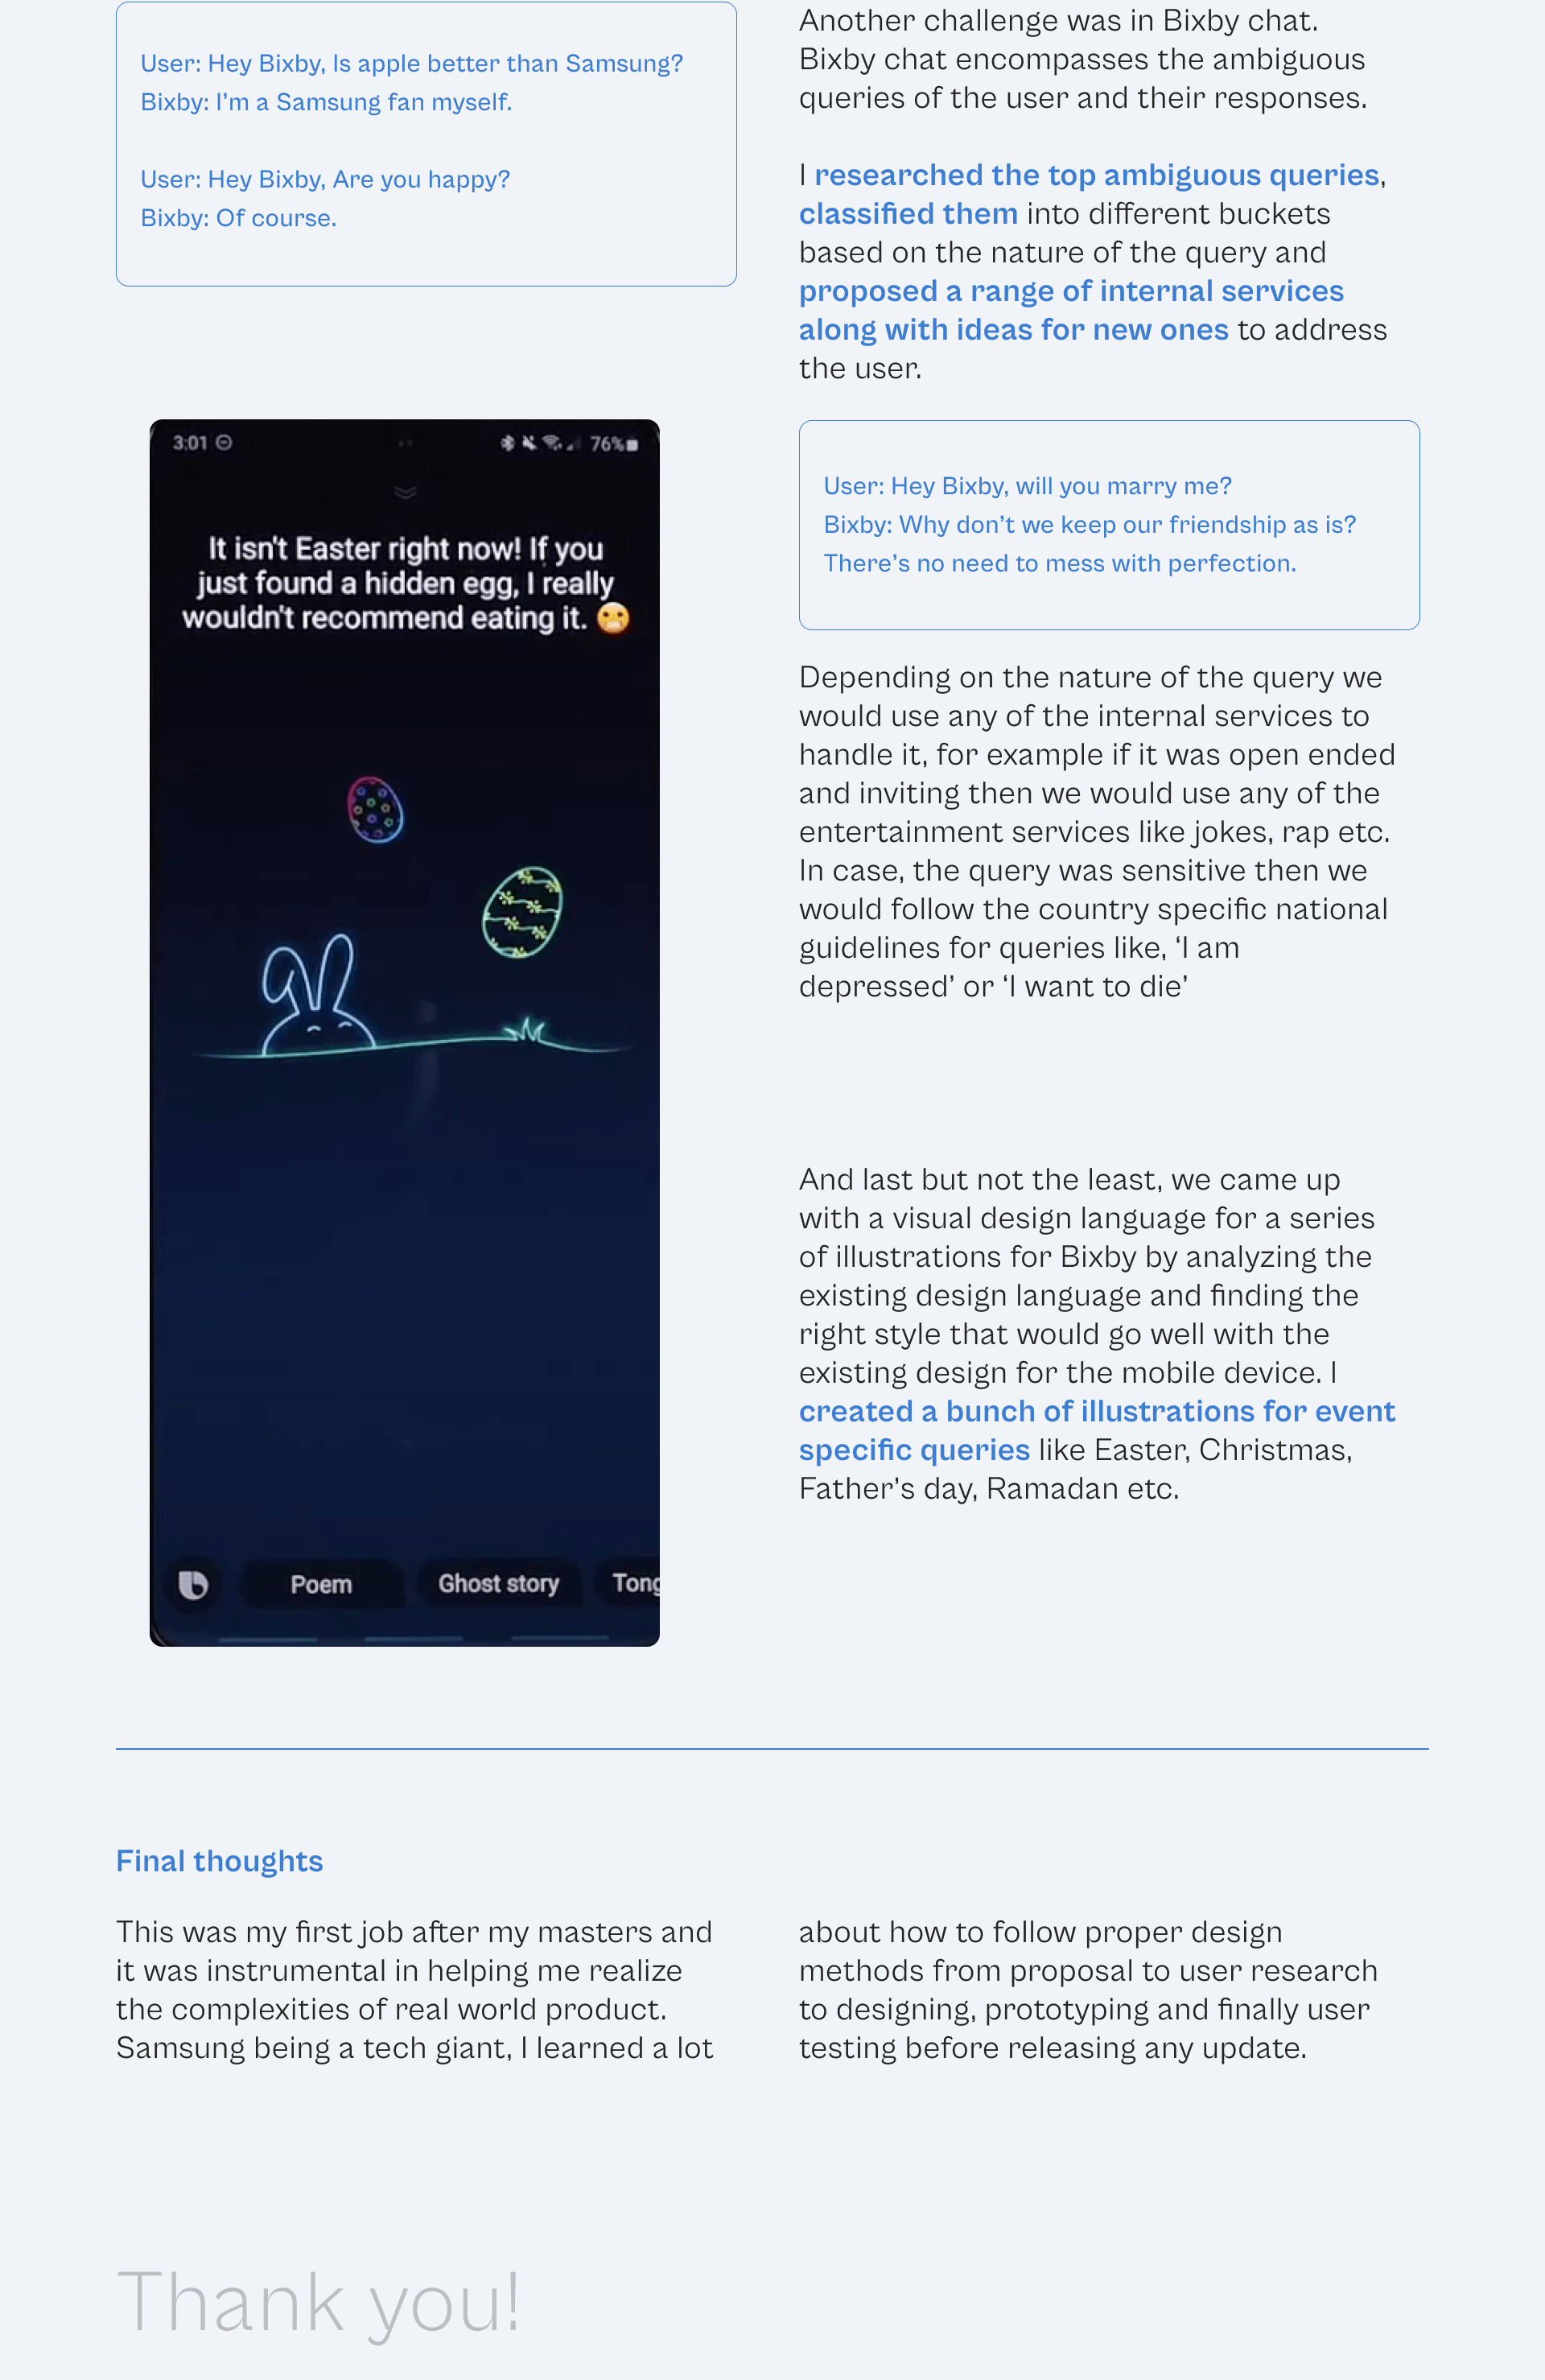 User: Hey Bixby, Is apple better than Samsung?
Bixby: I'm a Samsung fan myself.
User: Hey Bixby, Are you happy?
Bixby: Of course.
Another challenge was in Bixby chat.
Bixby chat encompasses the ambiguous
queries of the user and their responses.
I researched the top ambiguous queries,
classified them into different buckets
based on the nature of the query and
proposed a range of internal services
along with ideas for new ones to address
the user.
3:01
76%
It isn't Easter right now! If you
just found a hidden egg, I really
wouldn't recommend eating it. 😬
Poem
Ghost story
Tong
User: Hey Bixby, will you marry me?
Bixby: Why don't we keep our friendship as is?
There's no need to mess with perfection.
Depending on the nature of the query we
would use any of the internal services to
handle it, for example if it was open ended
and inviting then we would use any of the
entertainment services like jokes, rap etc.
In case, the query was sensitive then we
would follow the country specific national
guidelines for queries like, ‘I am
depressed’ or ‘I want to die’
And last but not the least, we came up
with a visual design language for a series
of illustrations for Bixby by analyzing the
existing design language and finding the
right style that would go well with the
existing design for the mobile device. I
created a bunch of illustrations for event
specific queries like Easter, Christmas,
Father's day, Ramadan etc.
Final thoughts
This was my first job after my masters and
it was instrumental in helping me realize
the complexities of real world product.
Samsung being a tech giant, I learned a lot
about how to follow proper design
methods from proposal to user research
to designing, prototyping and finally user
testing before releasing any update.
Thank you!